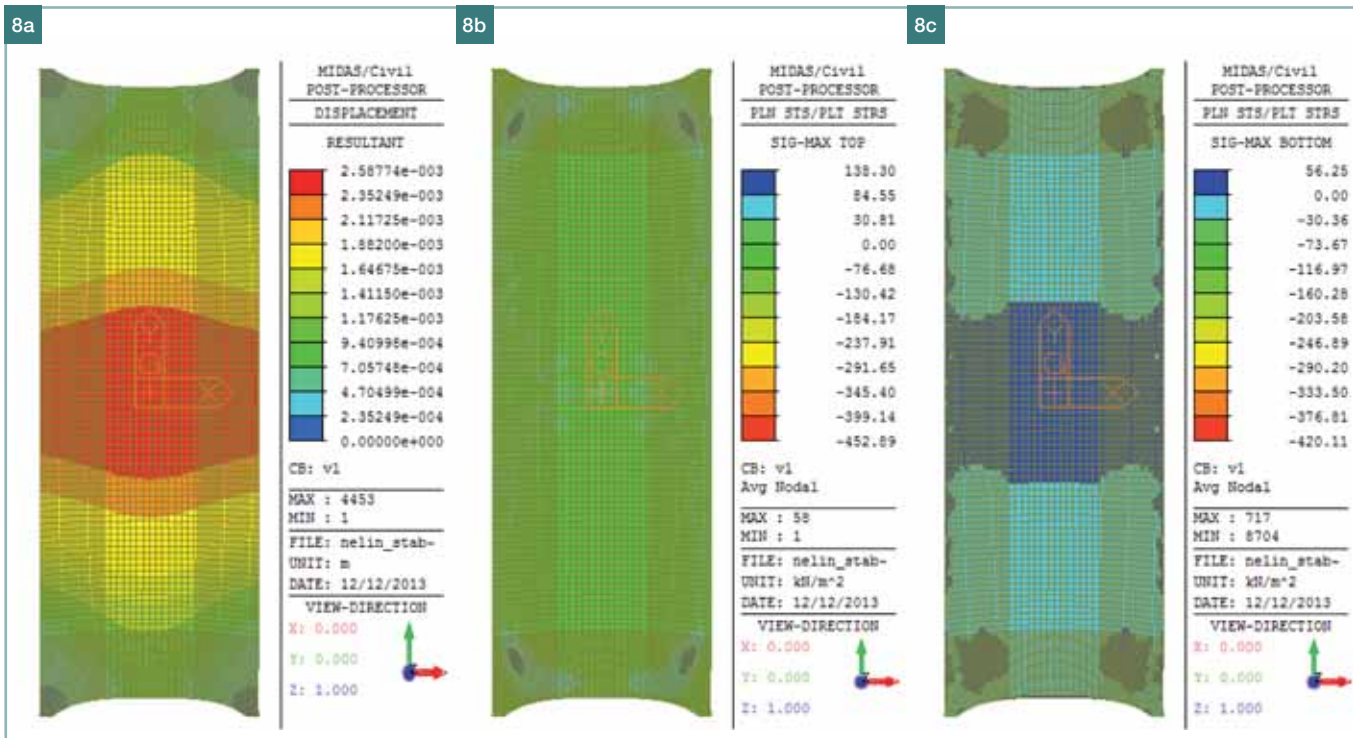 8a
MIDAS/Civil
POST-PROCESSOR
DISPLACEMENT
RESULTANT
2.58774e-003
2.35249e-003
2.11725e-003
1.88200e-003
1.64675e-003
1.41150e-003
1.17625e-003
9.40998e-004
7.05748e-004
4.70499e-004
2.35249e-004
0.00000e+000
CB: v1
MAX : 4453
MIN : 1
FILE: nelin_stab~
UNIT: m
DATE: 12/12/2013
VIEW-DIRECTION
X: 0.000
Y: 0.000
Z: 1.000
Y
X
8b
MIDAS/Civil
POST-PROCESSOR
PLN STS/PLT STRS
SIG-MAX TOP
138.30
84.55
30.81
0.00
-76.68
-130.42
-184.17
-237.91
-291.65
-345.40
-399.14
-452.89
CB: v1
Avg Nodal
MAX : 58
MIN : 1
FILE: nelin_stab~
UNIT: kN/m^2
DATE: 12/12/2013
VIEW-DIRECTION
X: 0.000
Y: 0.000
Z: 1.000
8c
MIDAS/Civil
POST-PROCESSOR
PLN STS/PLT STRS
SIG-MAX BOTTOM
56.25
0.00
-30.36
-73.67
-116.97
-160.28
-203.58
-246.89
-290.20
-333.50
-376.81
-420.11
CB: v1
Avg Nodal
MAX : 717
MIN : 8704
FILE: nelin_stab~
UNIT: kN/m^2
DATE: 12/12/2013
VIEW-DIRECTION
X: 0.000
Y: 0.000
Z: 1.000
Y
X